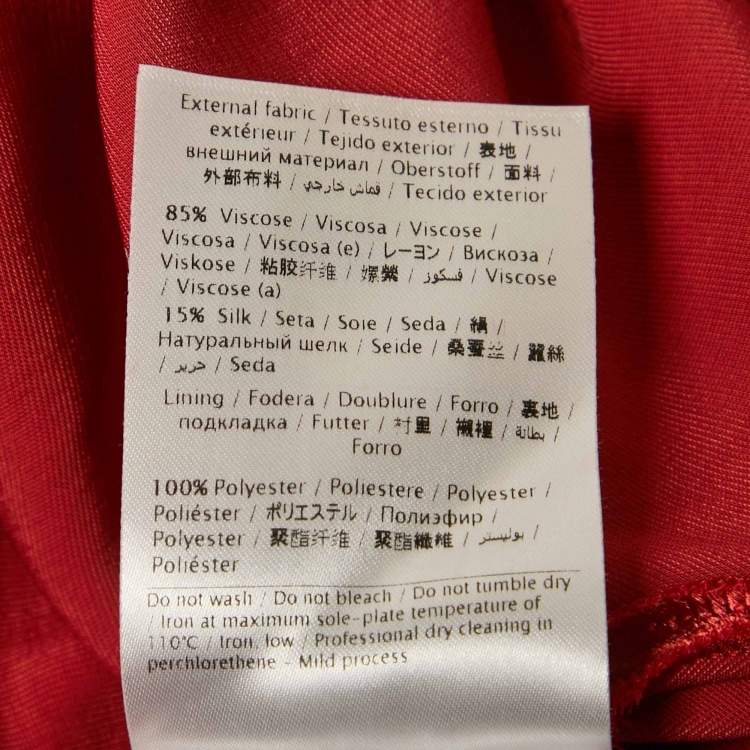 External fabric / Tessuto esterno / Tissu
extérieur / Tejido exterior / 表地 /
внешний материал / Oberstoff / 面料 /
外部布料 / قماش خارجي / Tecido exterior
85% Viscose / Viscosa / Viscose /
Viscosa / Viscosa (e) / レーヨン / Вискоза /
Viskose / 粘胶纤维 / 嫘縈 / فسكوز / Viscose
/ Viscose (a)
15% Silk / Seta / Soie / Seda / 絹 /
Натуральный шелк / Seide / 桑蚕丝 / 蠶絲
/ حرير / Seda
Lining / Fodera / Doublure / Forro / 裏地 /
подкладка / Futter / 衬里 / 襯裡 / بطانة /
Forro
100% Polyester / Poliestere / Polyester /
Poliéster / ポリエステル / Полиэфир /
Polyester / 聚酯纤维 / 聚酯纖維 / بوليستر /
Poliéster
Do not wash / Do not bleach / Do not tumble dry
/ Iron at maximum sole-plate temperature of
110°C / Iron, low / Professional dry cleaning in
perchlorethene - Mild process